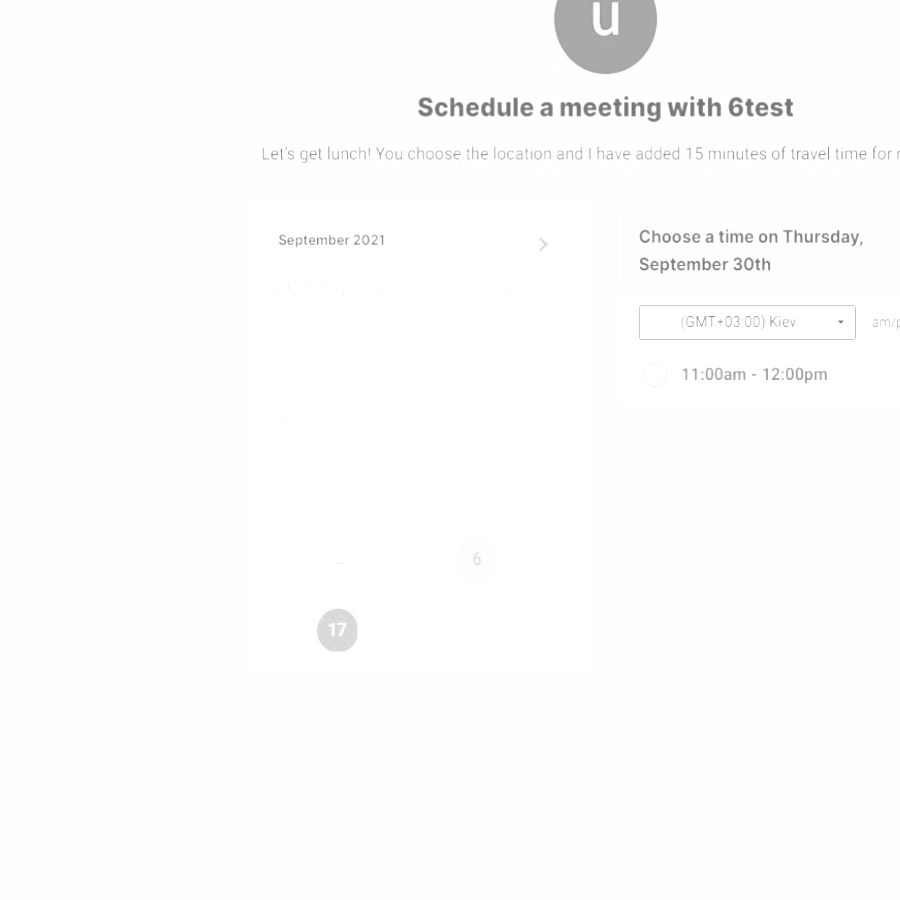 u
Schedule a meeting with 6test
Let's get lunch! You choose the location and I have added 15 minutes of travel time for
September 2021
Choose a time on Thursday,
September 30th
(GMT+03:00) Kiev
am/p
11:00am - 12:00pm
6
17